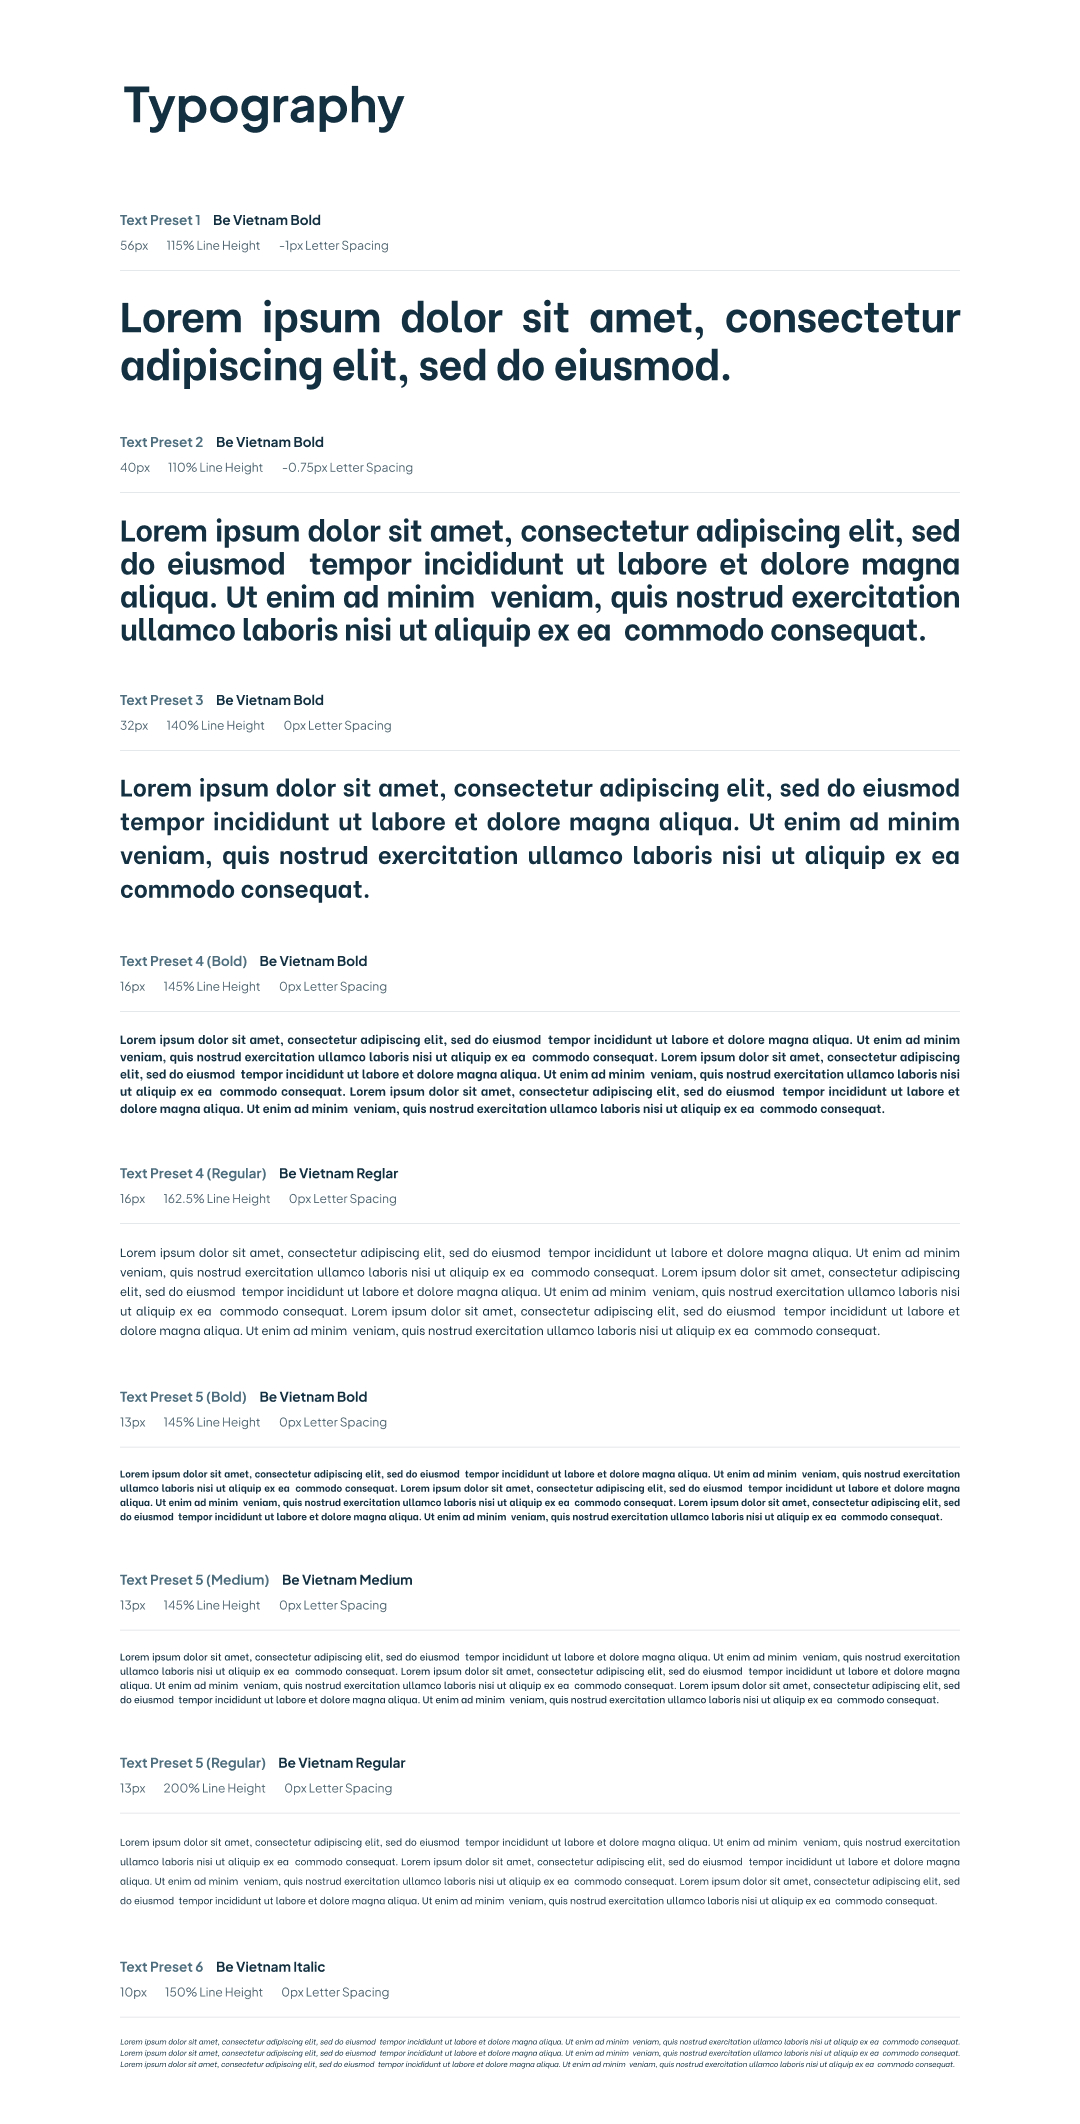 Typography
Text Preset 1 Be Vietnam Bold
56px 115% Line Height -1px Letter Spacing
Lorem ipsum dolor sit amet, consectetur
adipiscing elit, sed do eiusmod.
Text Preset 2 Be Vietnam Bold
40px 110% Line Height -0.75px Letter Spacing
Lorem ipsum dolor sit amet, consectetur adipiscing elit, sed
do eiusmod tempor incididunt ut labore et dolore magna
aliqua. Ut enim ad minim veniam, quis nostrud exercitation
ullamco laboris nisi ut aliquip ex ea commodo consequat.
Text Preset 3 Be Vietnam Bold
32px 140% Line Height 0px Letter Spacing
Lorem ipsum dolor sit amet, consectetur adipiscing elit, sed do eiusmod
tempor incididunt ut labore et dolore magna aliqua. Ut enim ad minim
veniam, quis nostrud exercitation ullamco laboris nisi ut aliquip ex ea
commodo consequat.
Text Preset 4 (Bold) Be Vietnam Bold
16px 145% Line Height 0px Letter Spacing
Lorem ipsum dolor sit amet, consectetur adipiscing elit, sed do eiusmod tempor incididunt ut labore et dolore magna aliqua. Ut enim ad minim
veniam, quis nostrud exercitation ullamco laboris nisi ut aliquip ex ea commodo consequat. Lorem ipsum dolor sit amet, consectetur adipiscing
elit, sed do eiusmod tempor incididunt ut labore et dolore magna aliqua. Ut enim ad minim veniam, quis nostrud exercitation ullamco laboris nisi
ut aliquip ex ea commodo consequat. Lorem ipsum dolor sit amet, consectetur adipiscing elit, sed do eiusmod tempor incididunt ut labore et
dolore magna aliqua. Ut enim ad minim veniam, quis nostrud exercitation ullamco laboris nisi ut aliquip ex ea commodo consequat.
Text Preset 4 (Regular) Be Vietnam Reglar
16px 162.5% Line Height 0px Letter Spacing
Lorem ipsum dolor sit amet, consectetur adipiscing elit, sed do eiusmod tempor incididunt ut labore et dolore magna aliqua. Ut enim ad minim
veniam, quis nostrud exercitation ullamco laboris nisi ut aliquip ex ea commodo consequat. Lorem ipsum dolor sit amet, consectetur adipiscing
elit, sed do eiusmod tempor incididunt ut labore et dolore magna aliqua. Ut enim ad minim veniam, quis nostrud exercitation ullamco laboris nisi
ut aliquip ex ea commodo consequat. Lorem ipsum dolor sit amet, consectetur adipiscing elit, sed do eiusmod tempor incididunt ut labore et
dolore magna aliqua. Ut enim ad minim veniam, quis nostrud exercitation ullamco laboris nisi ut aliquip ex ea commodo consequat.
Text Preset 5 (Bold) Be Vietnam Bold
13px 145% Line Height 0px Letter Spacing
Lorem ipsum dolor sit amet, consectetur adipiscing elit, sed do eiusmod tempor incididunt ut labore et dolore magna aliqua. Ut enim ad minim veniam, quis nostrud exercitation
ullamco laboris nisi ut aliquip ex ea commodo consequat. Lorem ipsum dolor sit amet, consectetur adipiscing elit, sed do eiusmod tempor incididunt ut labore et dolore magna
aliqua. Ut enim ad minim veniam, quis nostrud exercitation ullamco laboris nisi ut aliquip ex ea commodo consequat. Lorem ipsum dolor sit amet, consectetur adipiscing elit, sed
do eiusmod tempor incididunt ut labore et dolore magna aliqua. Ut enim ad minim veniam, quis nostrud exercitation ullamco laboris nisi ut aliquip ex ea commodo consequat.
Text Preset 5 (Medium) Be Vietnam Medium
13px 145% Line Height 0px Letter Spacing
Lorem ipsum dolor sit amet, consectetur adipiscing elit, sed do eiusmod tempor incididunt ut labore et dolore magna aliqua. Ut enim ad minim veniam, quis nostrud exercitation
ullamco laboris nisi ut aliquip ex ea commodo consequat. Lorem ipsum dolor sit amet, consectetur adipiscing elit, sed do eiusmod tempor incididunt ut labore et dolore magna
aliqua. Ut enim ad minim veniam, quis nostrud exercitation ullamco laboris nisi ut aliquip ex ea commodo consequat. Lorem ipsum dolor sit amet, consectetur adipiscing elit, sed
do eiusmod tempor incididunt ut labore et dolore magna aliqua. Ut enim ad minim veniam, quis nostrud exercitation ullamco laboris nisi ut aliquip ex ea commodo consequat.
Text Preset 5 (Regular) Be Vietnam Regular
13px 200% Line Height 0px Letter Spacing
Lorem ipsum dolor sit amet, consectetur adipiscing elit, sed do eiusmod tempor incididunt ut labore et dolore magna aliqua. Ut enim ad minim veniam, quis nostrud exercitation
ullamco laboris nisi ut aliquip ex ea commodo consequat. Lorem ipsum dolor sit amet, consectetur adipiscing elit, sed do eiusmod tempor incididunt ut labore et dolore magna
aliqua. Ut enim ad minim veniam, quis nostrud exercitation ullamco laboris nisi ut aliquip ex ea commodo consequat. Lorem ipsum dolor sit amet, consectetur adipiscing elit, sed
do eiusmod tempor incididunt ut labore et dolore magna aliqua. Ut enim ad minim veniam, quis nostrud exercitation ullamco laboris nisi ut aliquip ex ea commodo consequat.
Text Preset 6 Be Vietnam Italic
10px 150% Line Height 0px Letter Spacing
Lorem ipsum dolor sit amet, consectetur adipiscing elit, sed do eiusmod tempor incididunt ut labore et dolore magna aliqua. Ut enim ad minim veniam, quis nostrud exercitation ullamco laboris nisi ut aliquip ex ea commodo consequat.
Lorem ipsum dolor sit amet, consectetur adipiscing elit, sed do eiusmod tempor incididunt ut labore et dolore magna aliqua. Ut enim ad minim veniam, quis nostrud exercitation ullamco laboris nisi ut aliquip ex ea commodo consequat.
Lorem ipsum dolor sit amet, consectetur adipiscing elit, sed do eiusmod tempor incididunt ut labore et dolore magna aliqua. Ut enim ad minim veniam, quis nostrud exercitation ullamco laboris nisi ut aliquip ex ea commodo consequat.